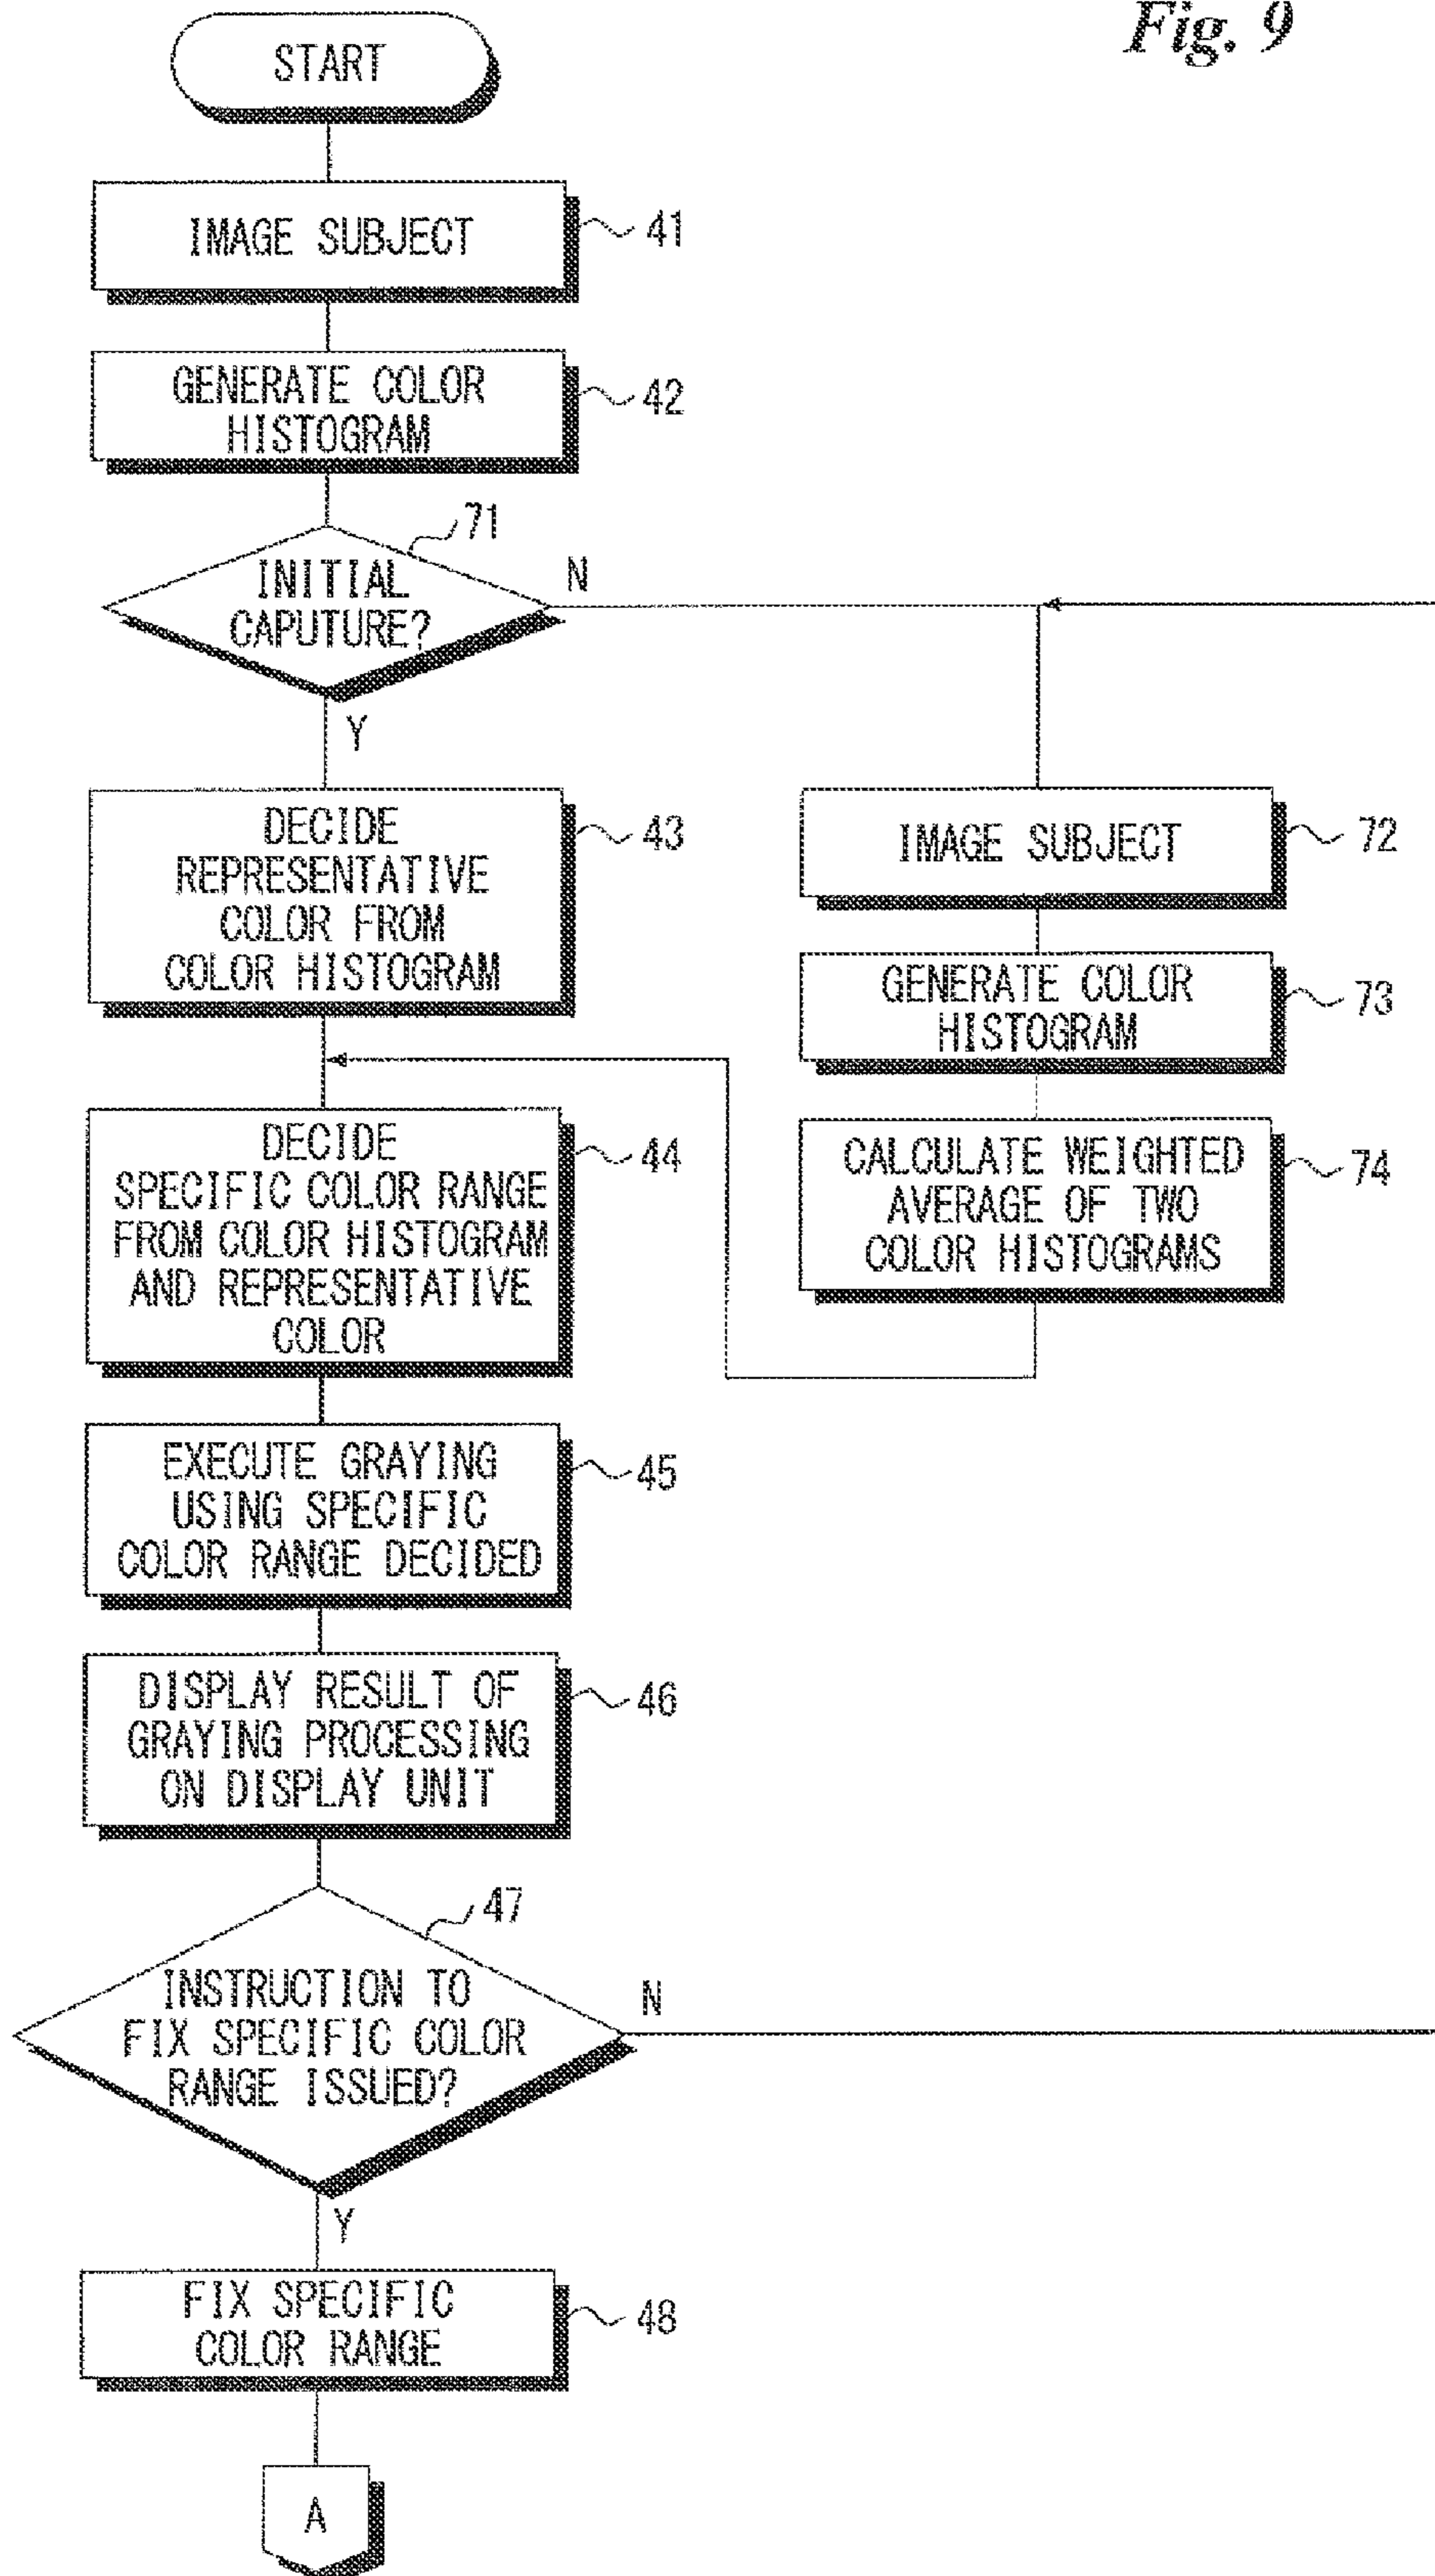 Fig. 9
START
IMAGE SUBJECT
41
GENERATE COLOR
HISTOGRAM
42
71
INITIAL
CAPUTURE?
N
Y
DECIDE
REPRESENTATIVE
COLOR FROM
COLOR HISTOGRAM
43
IMAGE SUBJECT
72
GENERATE COLOR
HISTOGRAM
73
DECIDE
SPECIFIC COLOR RANGE
FROM COLOR HISTOGRAM
AND REPRESENTATIVE
COLOR
44
CALCULATE WEIGHTED
AVERAGE OF TWO
COLOR HISTOGRAMS
74
EXECUTE GRAYING
USING SPECIFIC
COLOR RANGE DECIDED
45
DISPLAY RESULT OF
GRAYING PROCESSING
ON DISPLAY UNIT
46
47
INSTRUCTION TO
FIX SPECIFIC COLOR
RANGE ISSUED?
N
Y
FIX SPECIFIC
COLOR RANGE
48
A